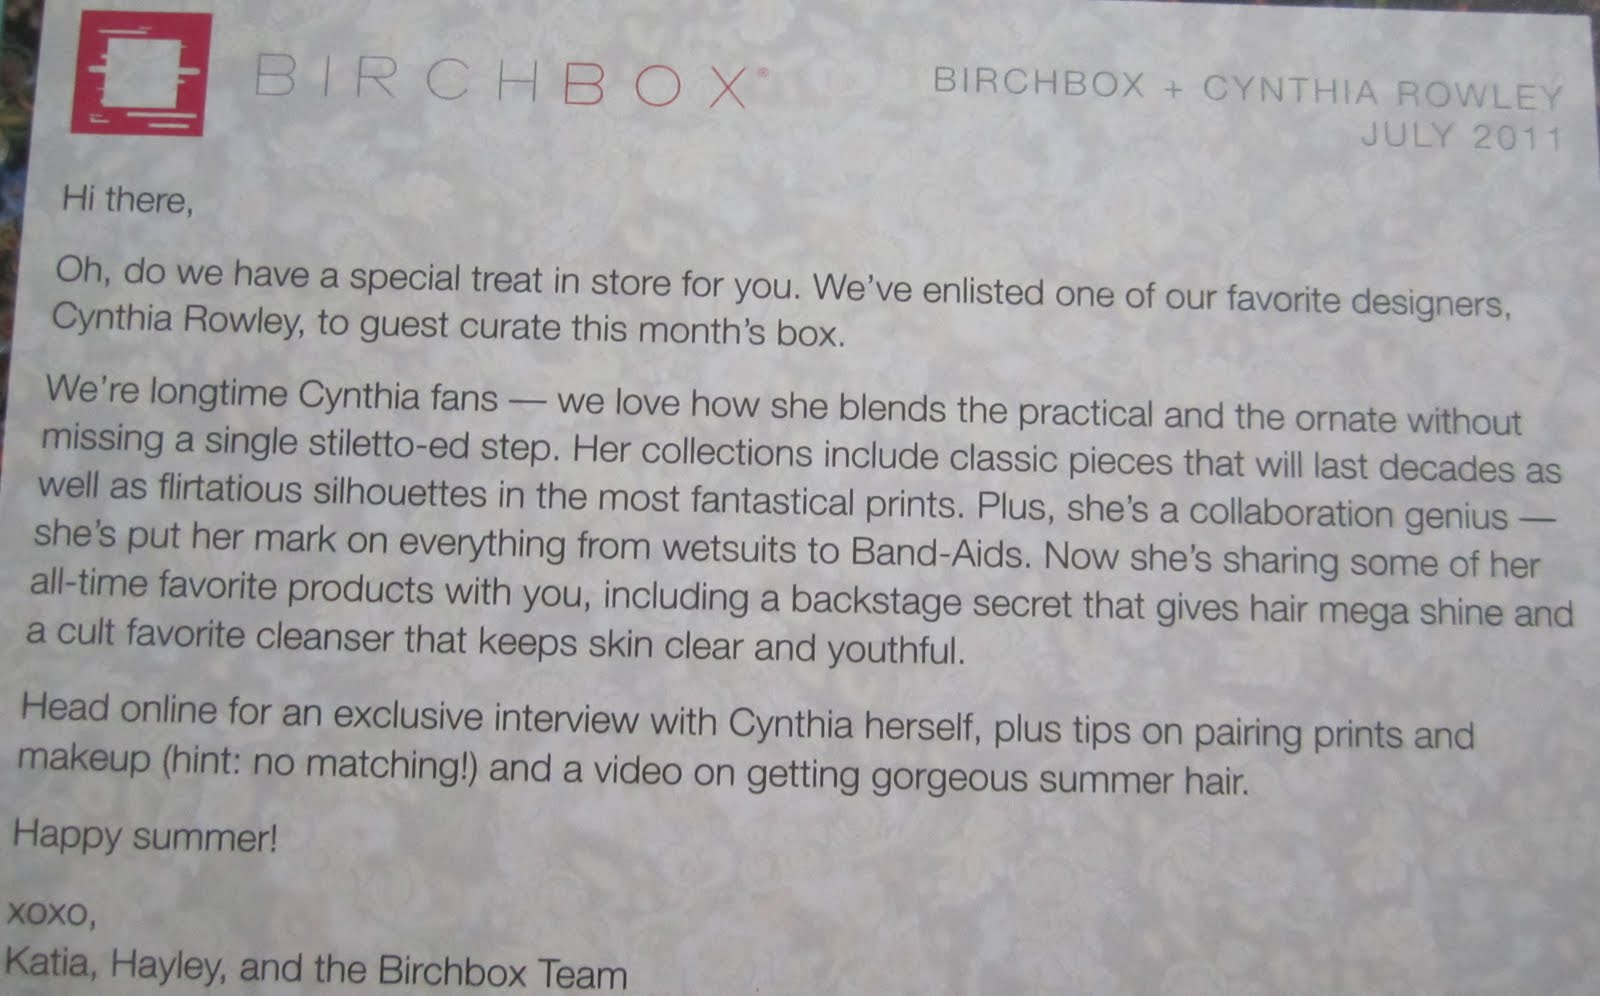 BIRCHBOX®
BIRCHBOX + CYNTHIA ROWLEY
JULY 2011
Hi there,
Oh, do we have a special treat in store for you. We've enlisted one of our favorite designers,
Cynthia Rowley, to guest curate this month's box.
We're longtime Cynthia fans — we love how she blends the practical and the ornate without
missing a single stiletto-ed step. Her collections include classic pieces that will last decades as
well as flirtatious silhouettes in the most fantastical prints. Plus, she's a collaboration genius —
she's put her mark on everything from wetsuits to Band-Aids. Now she's sharing some of her
all-time favorite products with you, including a backstage secret that gives hair mega shine and
a cult favorite cleanser that keeps skin clear and youthful.
Head online for an exclusive interview with Cynthia herself, plus tips on pairing prints and
makeup (hint: no matching!) and a video on getting gorgeous summer hair.
Happy summer!
xoxo,
Katia, Hayley, and the Birchbox Team